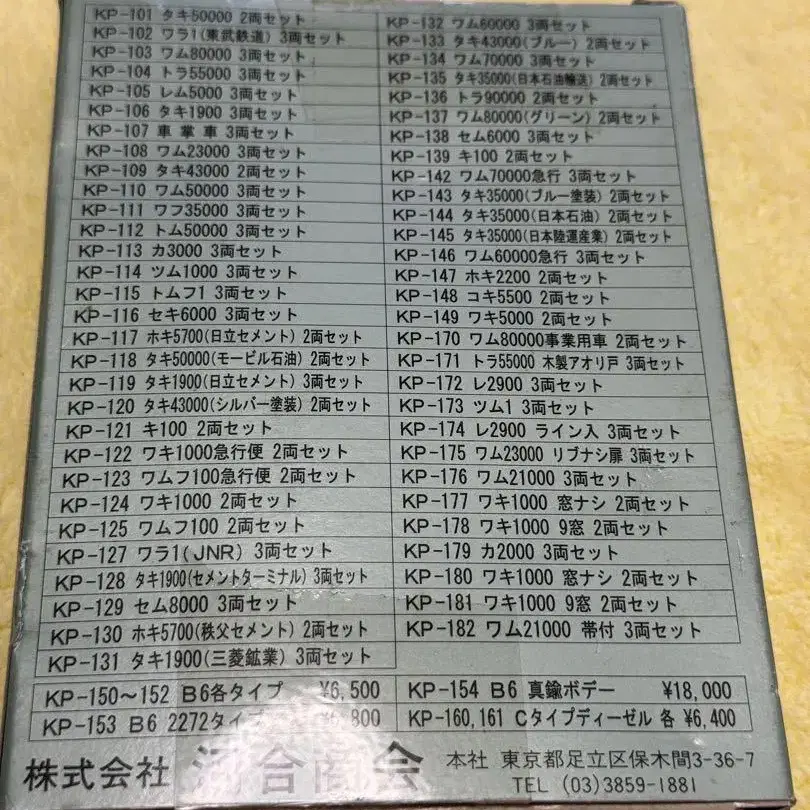 KP-101 タキ50000 2両セット
KP-102 ワラ1(東武鉄道) 3両セット
KP-103 ワム80000 3両セット
KP-104 トラ55000 3両セット
KP-105 レム5000 3両セット
KP-106 タキ1900 3両セット
KP-107 車掌車 3両セット
KP-108 ワム23000 3両セット
KP-109 タキ43000 2両セット
KP-110 ワム50000 3両セット
KP-111 ワフ35000 3両セット
KP-112 トム50000 3両セット
KP-113 カ3000 3両セット
KP-114 ツム1000 3両セット
KP-115 トムフ1 3両セット
KP-116 セキ6000 3両セット
KP-117 ホキ5700(日立セメント) 2両セット
KP-118 タキ50000(モービル石油) 2両セット
KP-119 タキ1900(日立セメント) 3両セット
KP-120 タキ43000(シルバー塗装) 2両セット
KP-121 キ100 2両セット
KP-122 ワキ1000急行便 2両セット
KP-123 ワムフ100急行便 2両セット
KP-124 ワキ1000 2両セット
KP-125 ワムフ100 2両セット
KP-127 ワラ1(JNR) 3両セット
KP-128 タキ1900(セメントターミナル) 3両セット
KP-129 セム8000 3両セット
KP-130 ホキ5700(秩父セメント) 2両セット
KP-131 タキ1900(三菱鉱業) 3両セット
KP-132 ワム60000 3両セット
KP-133 タキ43000(ブルー) 2両セット
KP-134 ワム70000 3両セット
KP-135 タキ35000(日本石油輸送) 2両セット
KP-136 トラ90000 2両セット
KP-137 ワム80000(グリーン) 2両セット
KP-138 セム6000 3両セット
KP-139 キ100 2両セット
KP-142 ワム70000急行 3両セット
KP-143 タキ35000(ブルー塗装) 2両セット
KP-144 タキ35000(日本石油) 2両セット
KP-145 タキ35000(日本陸運産業) 2両セット
KP-146 ワム60000急行 3両セット
KP-147 ホキ2200 2両セット
KP-148 コキ5500 2両セット
KP-149 ワキ5000 2両セット
KP-170 ワム80000事業用車 2両セット
KP-171 トラ55000 木製アオリ戸 3両セット
KP-172 レ2900 3両セット
KP-173 ツム1 3両セット
KP-174 レ2900 ライン入 3両セット
KP-175 ワム23000 リブナシ扉 3両セット
KP-176 ワム21000 3両セット
KP-177 ワキ1000 窓ナシ 2両セット
KP-178 ワキ1000 9窓 2両セット
KP-179 カ2000 3両セット
KP-180 ワキ1000 窓ナシ 2両セット
KP-181 ワキ1000 9窓 2両セット
KP-182 ワム21000 帯付 3両セット
KP-150～152 B6各タイプ ¥6,500
KP-153 B6 2272タイプ 800
KP-154 B6 真鍮ボデー ¥18,000
KP-160,161 Cタイプディーゼル 各 ¥6,400
株式会社 河合商会
本社 東京都足立区保木間3-36-7
TEL (03)3859-1881